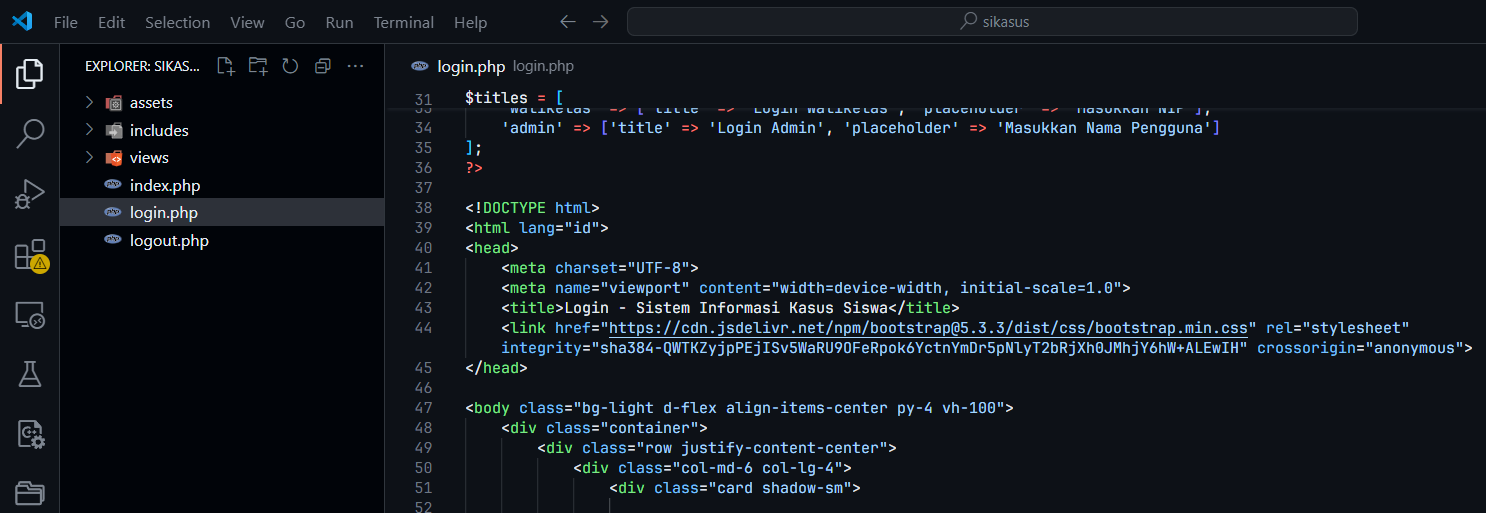 File Edit Selection View Go Run Terminal Help sikasus
EXPLORER: SIKAS...
assets
includes
views
index.php
login.php
logout.php
login.php login.php
31 $titles = [
33 'walikelas' => ['title' => 'Login Walikelas', 'placeholder' => 'Masukkan NIP'],
34 'admin' => ['title' => 'Login Admin', 'placeholder' => 'Masukkan Nama Pengguna']
35 ];
36 ?>
37
38 <!DOCTYPE html>
39 <html lang="id">
40 <head>
41 <meta charset="UTF-8">
42 <meta name="viewport" content="width=device-width, initial-scale=1.0">
43 <title>Login - Sistem Informasi Kasus Siswa</title>
44 <link href="https://cdn.jsdelivr.net/npm/bootstrap@5.3.3/dist/css/bootstrap.min.css" rel="stylesheet"
integrity="sha384-QWTKZyjpPEjISv5WaRU9OFeRpok6YctnYmDr5pNlyT2bRjXh0JMhjY6hW+ALEwIH" crossorigin="anonymous">
45 </head>
46
47 <body class="bg-light d-flex align-items-center py-4 vh-100">
48 <div class="container">
49 <div class="row justify-content-center">
50 <div class="col-md-6 col-lg-4">
51 <div class="card shadow-sm">
52